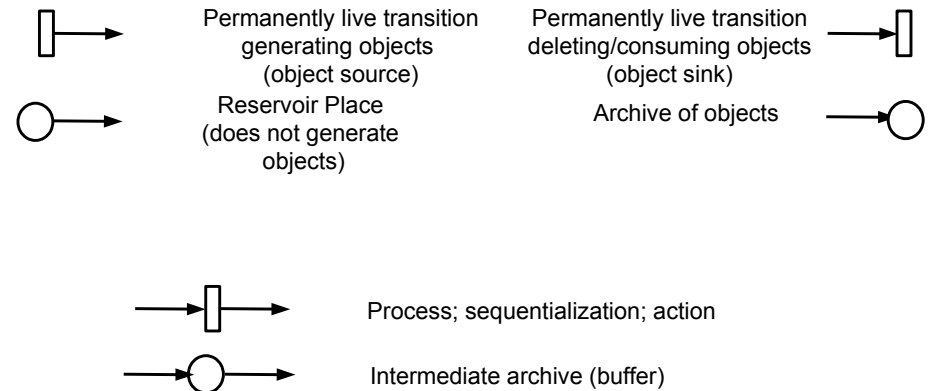 Permanently live transition
generating objects
(object source)
Permanently live transition
deleting/consuming objects
(object sink)
Reservoir Place
(does not generate
objects)
Archive of objects
Process; sequentialization; action
Intermediate archive (buffer)